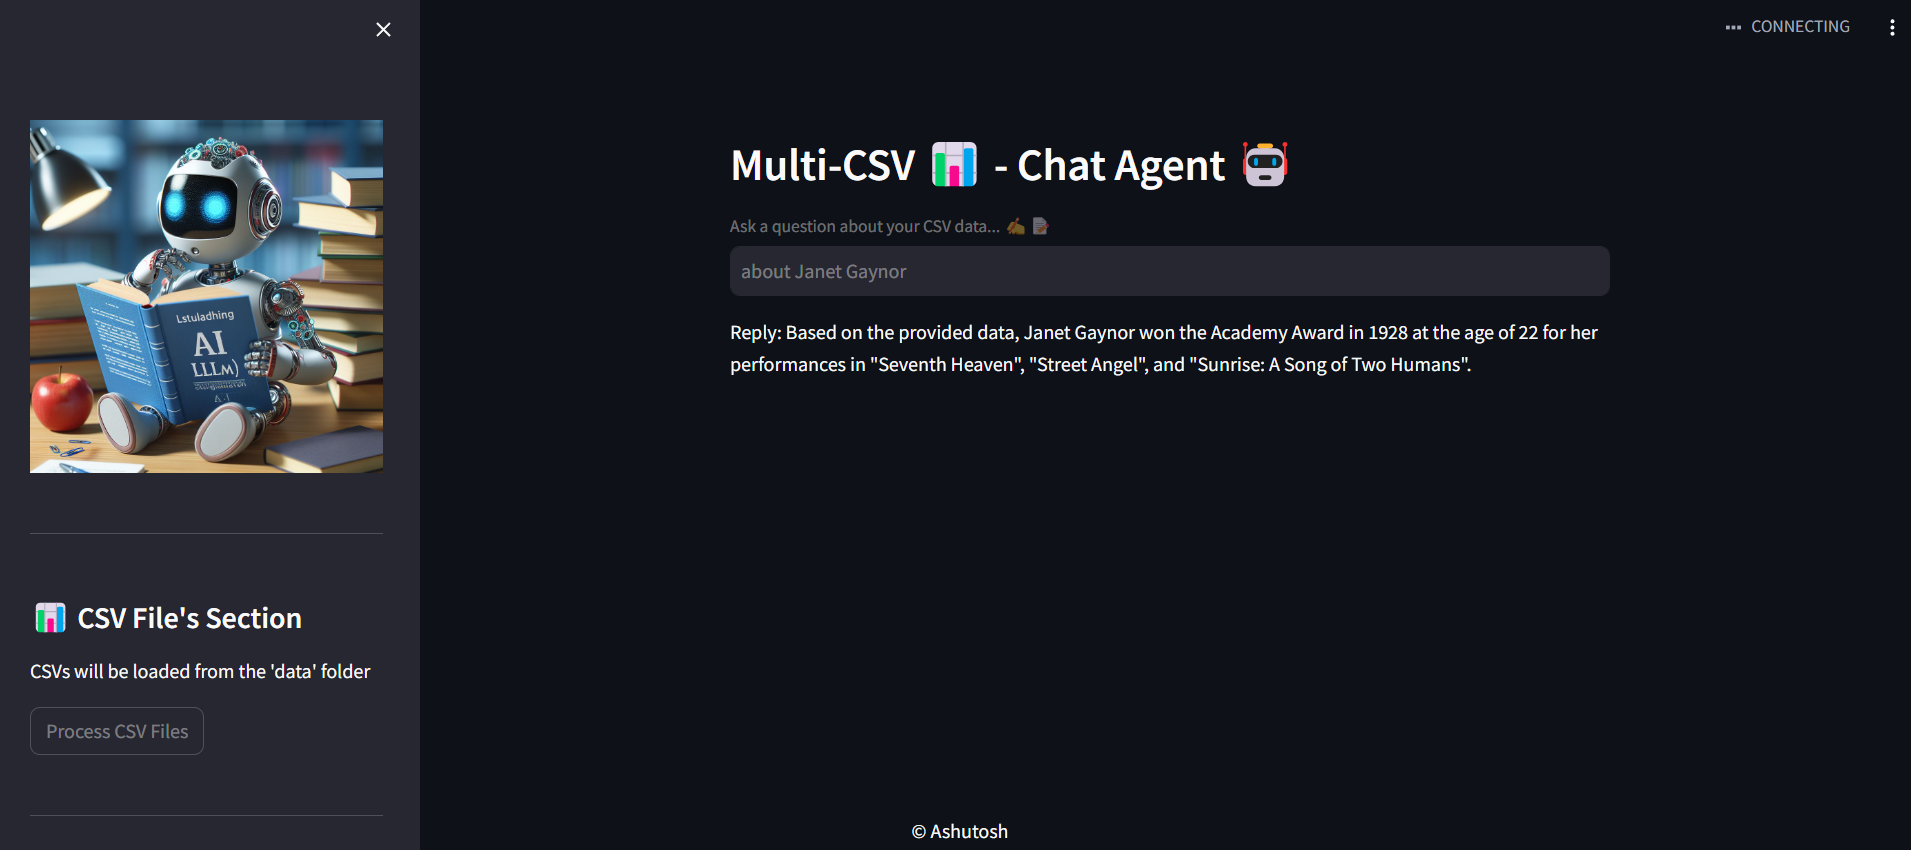 CONNECTING
Lstuladhing
AI
LLLM)
Multi-CSV 📊 - Chat Agent 🤖
Ask a question about your CSV data... ✍️ 📝
about Janet Gaynor
Reply: Based on the provided data, Janet Gaynor won the Academy Award in 1928 at the age of 22 for her
performances in "Seventh Heaven", "Street Angel", and "Sunrise: A Song of Two Humans".
📊 CSV File's Section
CSVs will be loaded from the 'data' folder
Process CSV Files
© Ashutosh